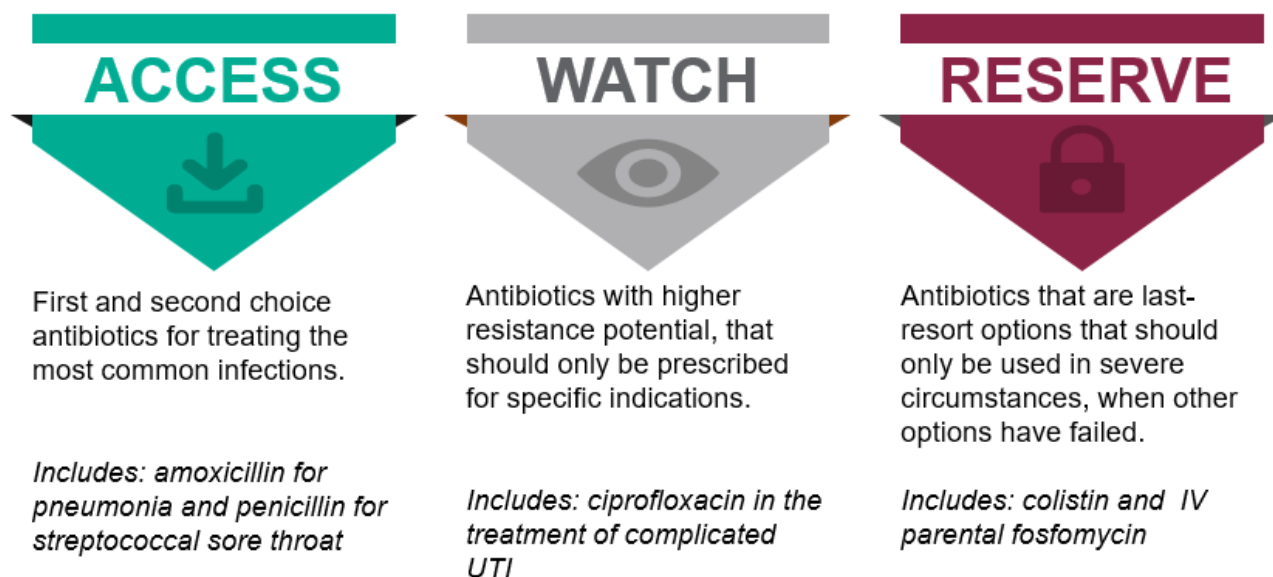 ACCESS
First and second choice
antibiotics for treating the
most common infections.
Includes: amoxicillin for
pneumonia and penicillin for
streptococcal sore throat
WATCH
Antibiotics with higher
resistance potential, that
should only be prescribed
for specific indications.
Includes: ciprofloxacin in the
treatment of complicated
UTI
RESERVE
Antibiotics that are last-
resort options that should
only be used in severe
circumstances, when other
options have failed.
Includes: colistin and  IV
parental fosfomycin